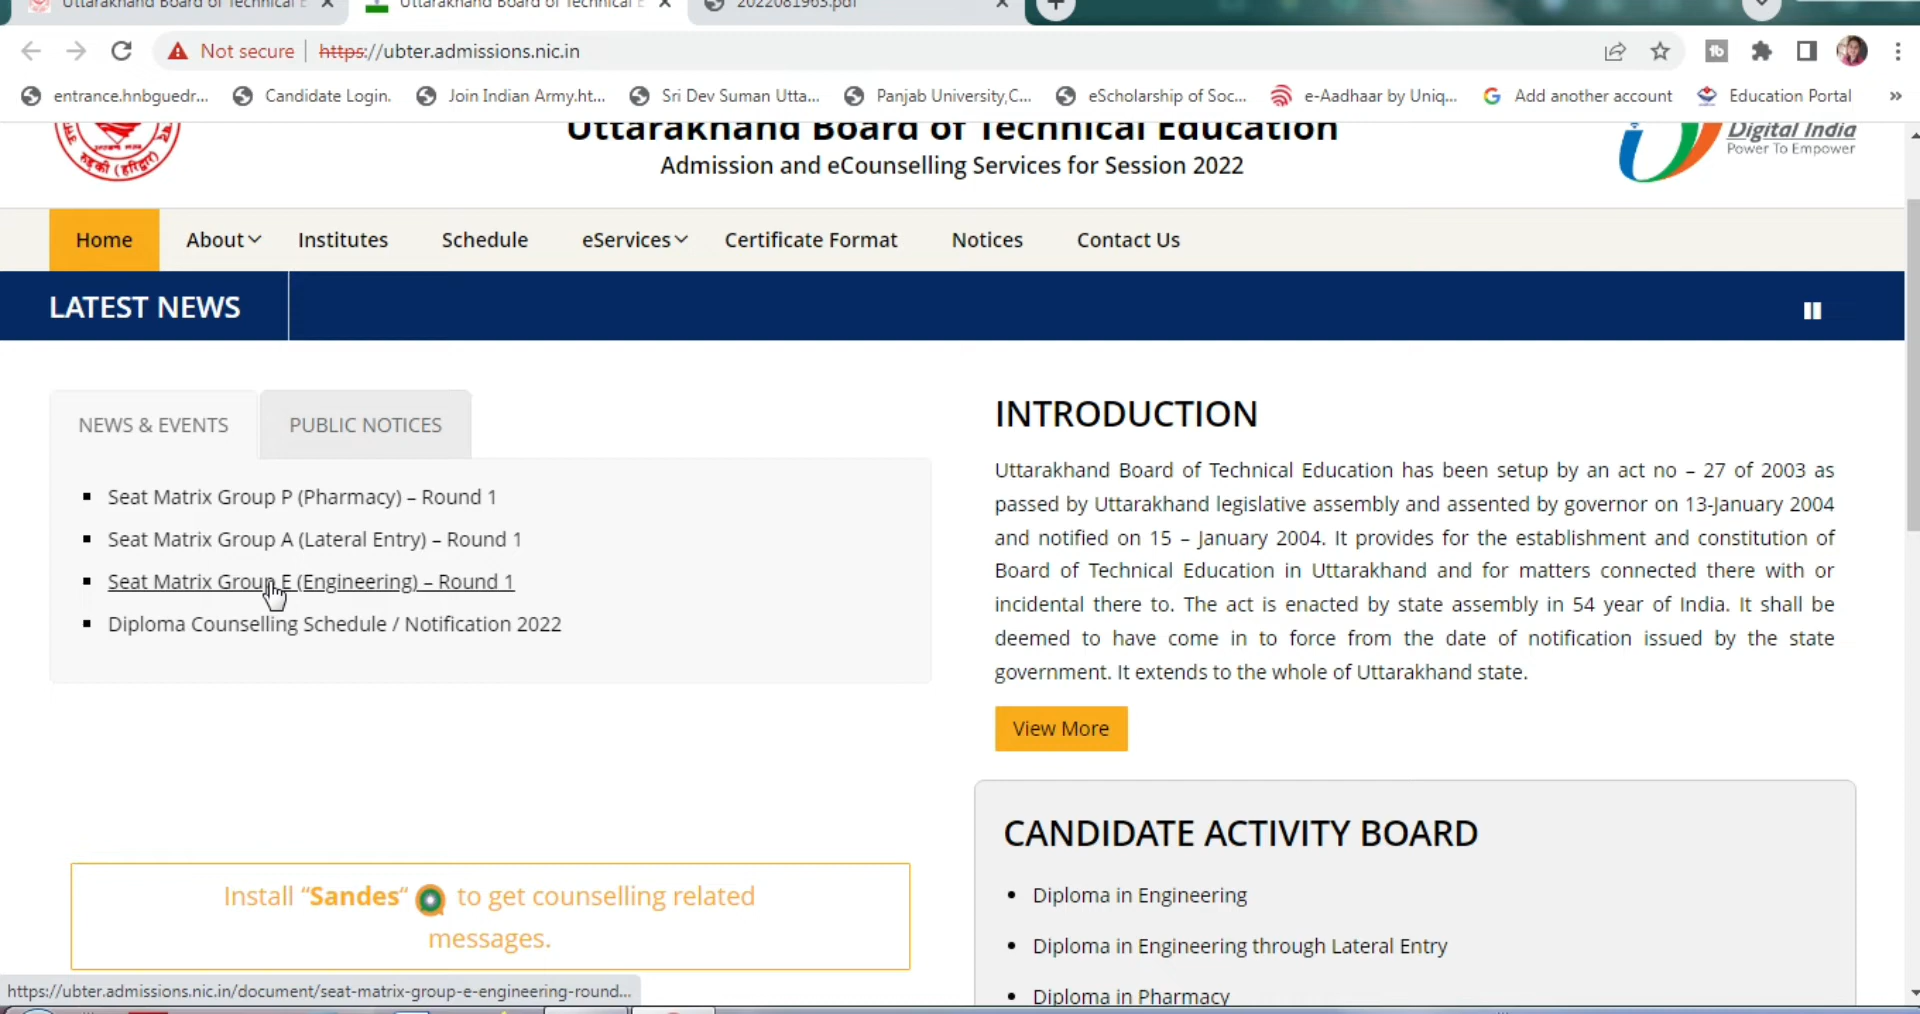 Uttarakhand Board of Technical E
Uttarakhand Board of Technical E
2022081963.pdf
Not secure
https://ubter.admissions.nic.in
entrance.hnbguedr...
Candidate Login.
Join Indian Army.ht...
Sri Dev Suman Utta...
Panjab University,C...
eScholarship of Soc...
e-Aadhaar by Uniq...
Add another account
Education Portal
»
रुड़की (हरिद्वार)
Uttarakhand Board of Technical Education
Admission and eCounselling Services for Session 2022
Digital India
Power To Empower
Home
About
Institutes
Schedule
eServices
Certificate Format
Notices
Contact Us
LATEST NEWS
NEWS & EVENTS
PUBLIC NOTICES
▪ Seat Matrix Group P (Pharmacy) – Round 1
▪ Seat Matrix Group A (Lateral Entry) – Round 1
▪ Seat Matrix Group E (Engineering) – Round 1
▪ Diploma Counselling Schedule / Notification 2022
Install “Sandes“ to get counselling related
messages.
INTRODUCTION
Uttarakhand Board of Technical Education has been setup by an act no – 27 of 2003 as
passed by Uttarakhand legislative assembly and assented by governor on 13-January 2004
and notified on 15 – January 2004. It provides for the establishment and constitution of
Board of Technical Education in Uttarakhand and for matters connected there with or
incidental there to. The act is enacted by state assembly in 54 year of India. It shall be
deemed to have come in to force from the date of notification issued by the state
government. It extends to the whole of Uttarakhand state.
View More
CANDIDATE ACTIVITY BOARD
• Diploma in Engineering
• Diploma in Engineering through Lateral Entry
• Diploma in Pharmacy
https://ubter.admissions.nic.in/document/seat-matrix-group-e-engineering-round...